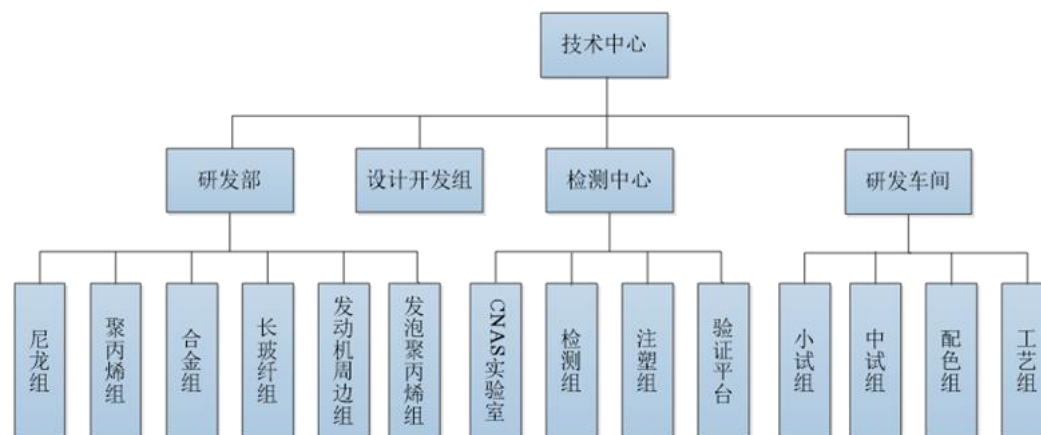 技术中心
研发部
设计开发组
检测中心
研发车间
尼龙组
聚丙烯组
合金组
长玻纤组
发动机周边组
发泡聚丙烯组
CNAS实验室
检测组
注塑组
验证平台
小试组
中试组
配色组
工艺组